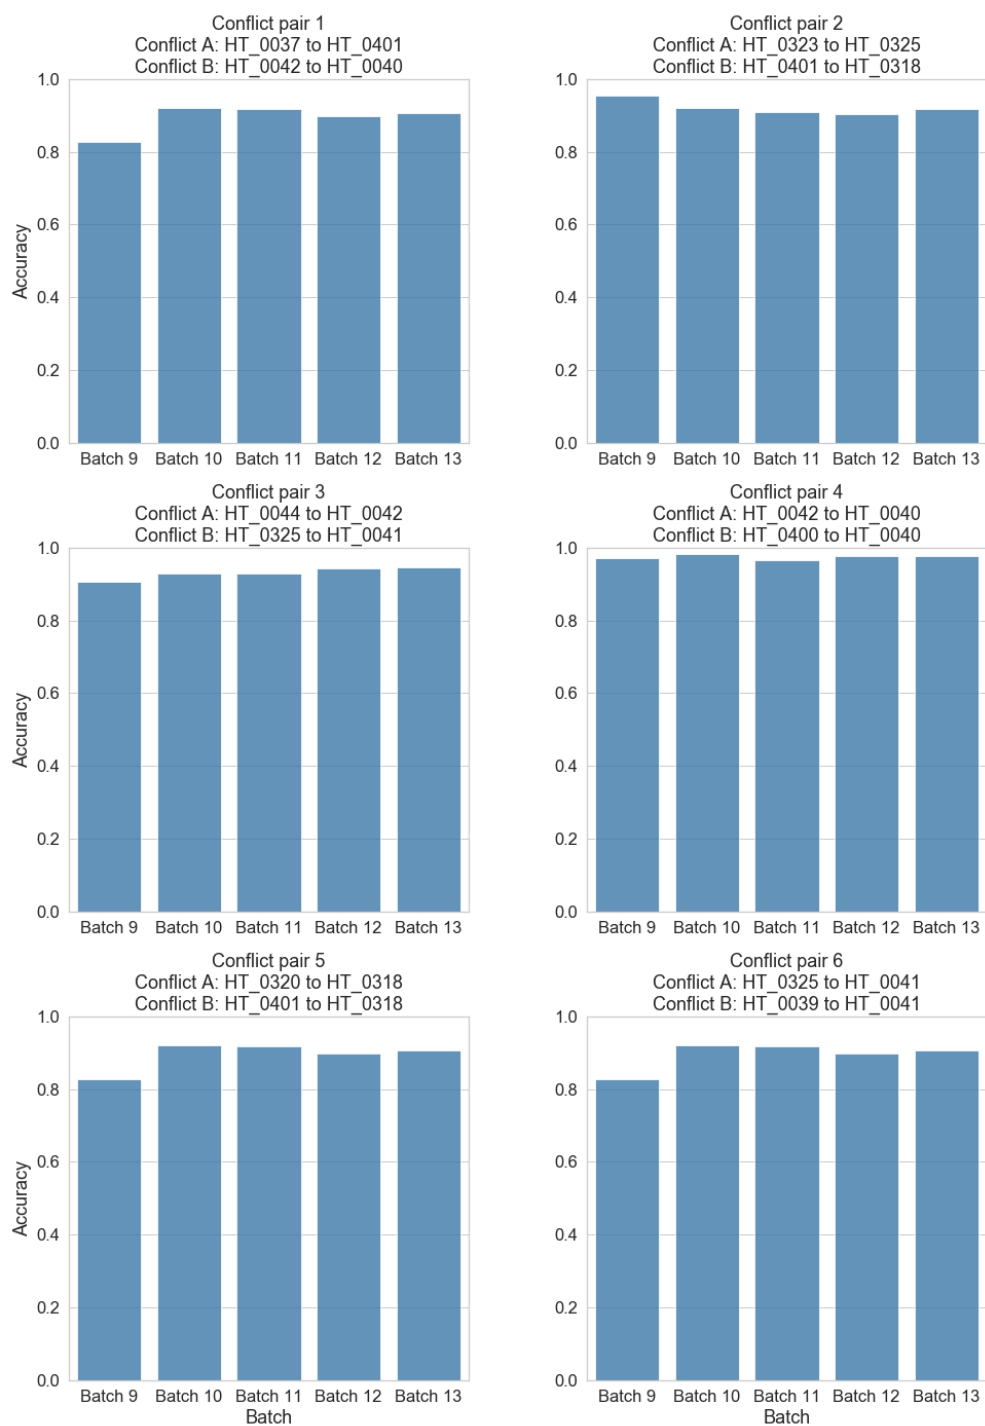 Conflict pair 1
Conflict A: HT_0037 to HT_0401
Conflict B: HT_0042 to HT_0040
1.0
0.8
0.6
0.4
0.2
0.0
Accuracy
Batch 9 Batch 10 Batch 11 Batch 12 Batch 13
Conflict pair 2
Conflict A: HT_0323 to HT_0325
Conflict B: HT_0401 to HT_0318
1.0
0.8
0.6
0.4
0.2
0.0
Batch 9 Batch 10 Batch 11 Batch 12 Batch 13
Conflict pair 3
Conflict A: HT_0044 to HT_0042
Conflict B: HT_0325 to HT_0041
1.0
0.8
0.6
0.4
0.2
0.0
Accuracy
Batch 9 Batch 10 Batch 11 Batch 12 Batch 13
Conflict pair 4
Conflict A: HT_0042 to HT_0040
Conflict B: HT_0400 to HT_0040
1.0
0.8
0.6
0.4
0.2
0.0
Batch 9 Batch 10 Batch 11 Batch 12 Batch 13
Conflict pair 5
Conflict A: HT_0320 to HT_0318
Conflict B: HT_0401 to HT_0318
1.0
0.8
0.6
0.4
0.2
0.0
Accuracy
Batch 9 Batch 10 Batch 11 Batch 12 Batch 13
Batch
Conflict pair 6
Conflict A: HT_0325 to HT_0041
Conflict B: HT_0039 to HT_0041
1.0
0.8
0.6
0.4
0.2
0.0
Batch 9 Batch 10 Batch 11 Batch 12 Batch 13
Batch